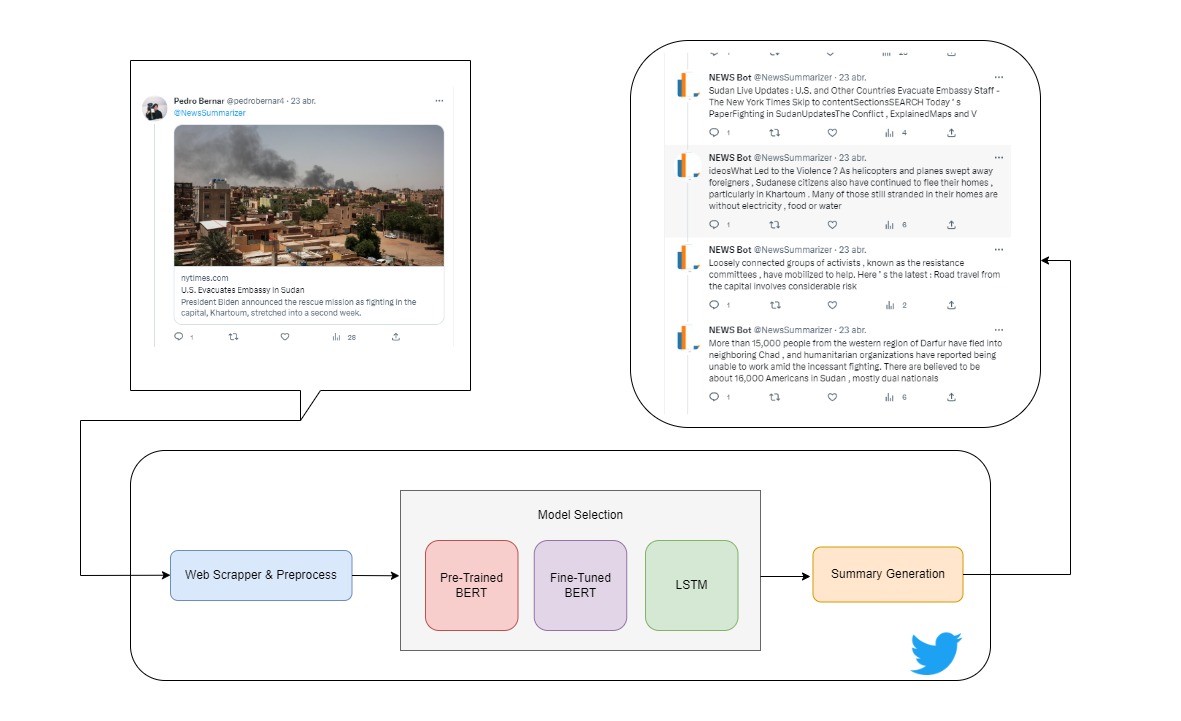 Pedro Bernar @pedrobernar4 · 23 abr.
@NewsSummarizer
nytimes.com
U.S. Evacuates Embassy in Sudan
President Biden announced the rescue mission as fighting in the
capital, Khartoum, stretched into a second week.
1 28
NEWS Bot @NewsSummarizer · 23 abr.
Sudan Live Updates : U.S. and Other Countries Evacuate Embassy Staff -
The New York Times Skip to contentSectionsSEARCH Today ' s
PaperFighting in SudanUpdatesThe Conflict , ExplainedMaps and V
1 4
NEWS Bot @NewsSummarizer · 23 abr.
ideosWhat Led to the Violence ? As helicopters and planes swept away
foreigners , Sudanese citizens also have continued to flee their homes ,
particularly in Khartoum . Many of those still stranded in their homes are
without electricity , food or water
1 6
NEWS Bot @NewsSummarizer · 23 abr.
Loosely connected groups of activists , known as the resistance
committees , have mobilized to help. Here ' s the latest : Road travel from
the capital involves considerable risk
1 2
NEWS Bot @NewsSummarizer · 23 abr.
More than 15,000 people from the western region of Darfur have fled into
neighboring Chad , and humanitarian organizations have reported being
unable to work amid the incessant fighting. There are believed to be
about 16,000 Americans in Sudan , mostly dual nationals
1 6
Model Selection
Web Scrapper & Preprocess
Pre-Trained
BERT
Fine-Tuned
BERT
LSTM
Summary Generation